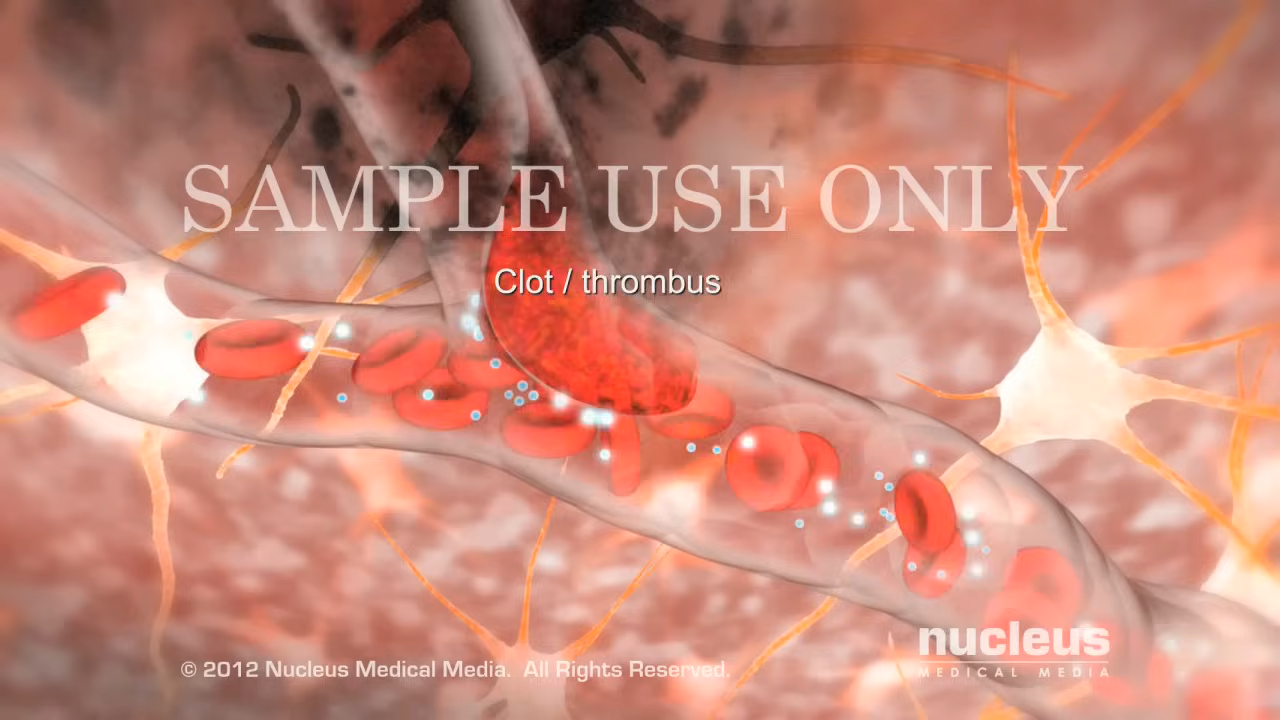 SAMPLE USE ONLY
Clot / thrombus
nucleus
MEDICAL MEDIA
© 2012 Nucleus Medical Media. All Rights Reserved.